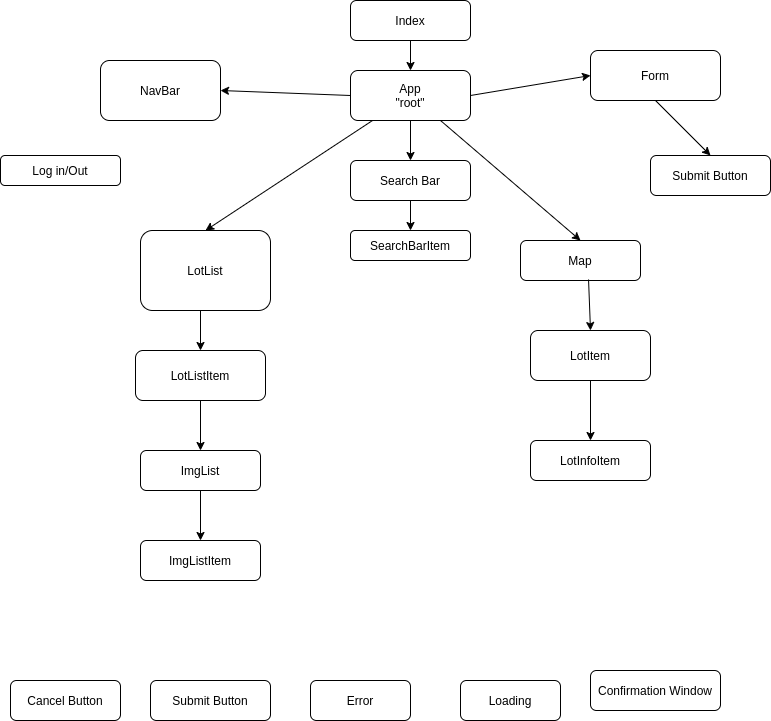 Index
NavBar
App
"root"
Form
Log in/Out
Search Bar
Submit Button
LotList
SearchBarItem
Map
LotListItem
LotItem
ImgList
LotInfoItem
ImgListItem
Cancel Button
Submit Button
Error
Loading
Confirmation Window